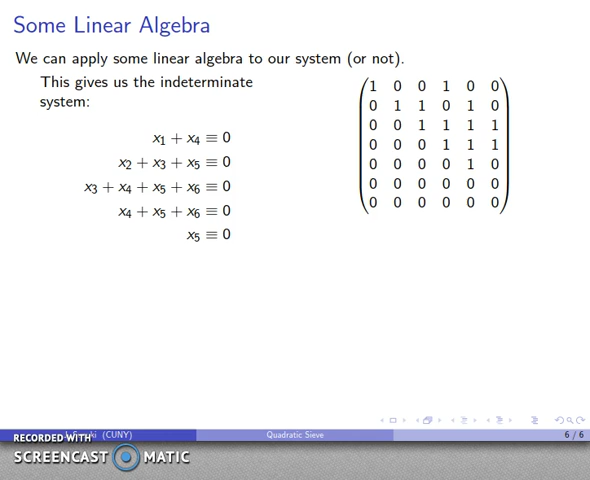 Some Linear Algebra
We can apply some linear algebra to our system (or not).
This gives us the indeterminate
system:
x1 + x4 ≡ 0
x2 + x3 + x5 ≡ 0
x3 + x4 + x5 + x6 ≡ 0
x4 + x5 + x6 ≡ 0
x5 ≡ 0
1 0 0 1 0 0
0 1 1 0 1 0
0 0 1 1 1 1
0 0 0 1 1 1
0 0 0 0 1 0
0 0 0 0 0 0
0 0 0 0 0 0
(CUNY) Quadratic Sieve 6 / 6
RECORDED WITH
SCREENCAST MATIC